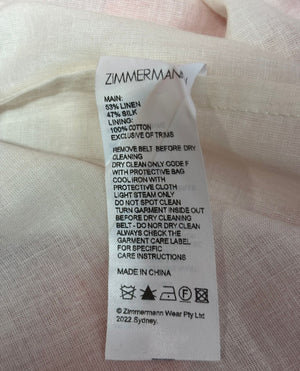 ZIMMERMANN
MAIN:
53% LINEN
47% SILK
LINING:
100% COTTON
EXCLUSIVE OF TRIMS
REMOVE BELT BEFORE DRY
CLEANING
DRY CLEAN ONLY CODE F
WITH PROTECTIVE BAG
COOL IRON WITH
PROTECTIVE CLOTH
LIGHT STEAM ONLY
DO NOT SPOT CLEAN
TURN GARMENT INSIDE OUT
BEFORE DRY CLEANING
BELT - DO NOR DRY CLEAN
ALWAYS CHECK THE
GARMENT CARE LABEL
FOR SPECIFIC
CARE INSTRUCTIONS
MADE IN CHINA
F
© Zimmermann Wear Pty Ltd
2022 Sydney.